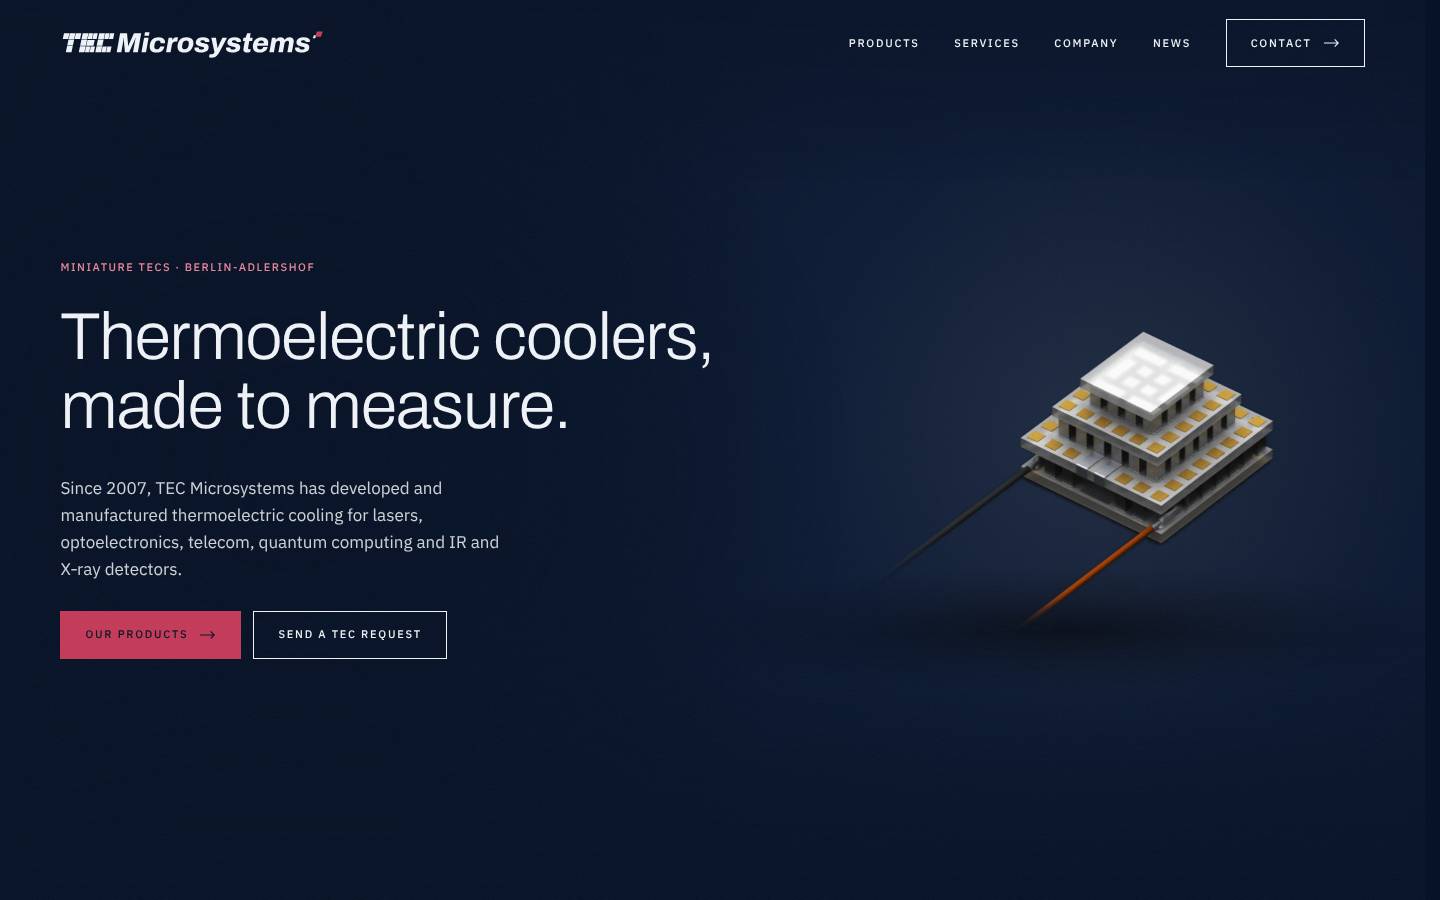 TEC Microsystems
PRODUCTS
SERVICES
COMPANY
NEWS
CONTACT
MINIATURE TECS · BERLIN-ADLERSHOF
Thermoelectric coolers,
made to measure.
Since 2007, TEC Microsystems has developed and
manufactured thermoelectric cooling for lasers,
optoelectronics, telecom, quantum computing and IR and
X-ray detectors.
OUR PRODUCTS
SEND A TEC REQUEST